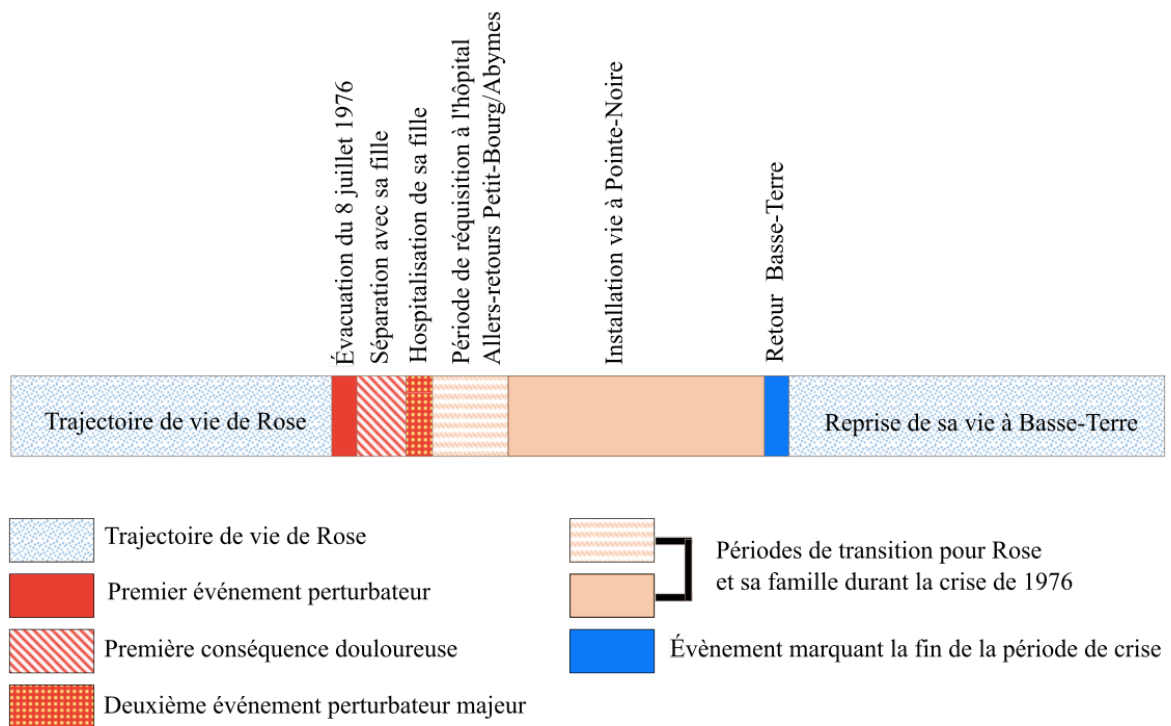 Évacuation du 8 juillet 1976
Séparation avec sa fille
Hospitalisation de sa fille
Période de réquisition à l'hôpital
Allers-retours Petit-Bourg/Abymes
Installation vie à Pointe-Noire
Retour Basse-Terre
Trajectoire de vie de Rose
Reprise de sa vie à Basse-Terre
Trajectoire de vie de Rose
Premier événement perturbateur
Première conséquence douloureuse
Deuxième événement perturbateur majeur
Périodes de transition pour Rose
et sa famille durant la crise de 1976
Évènement marquant la fin de la période de crise